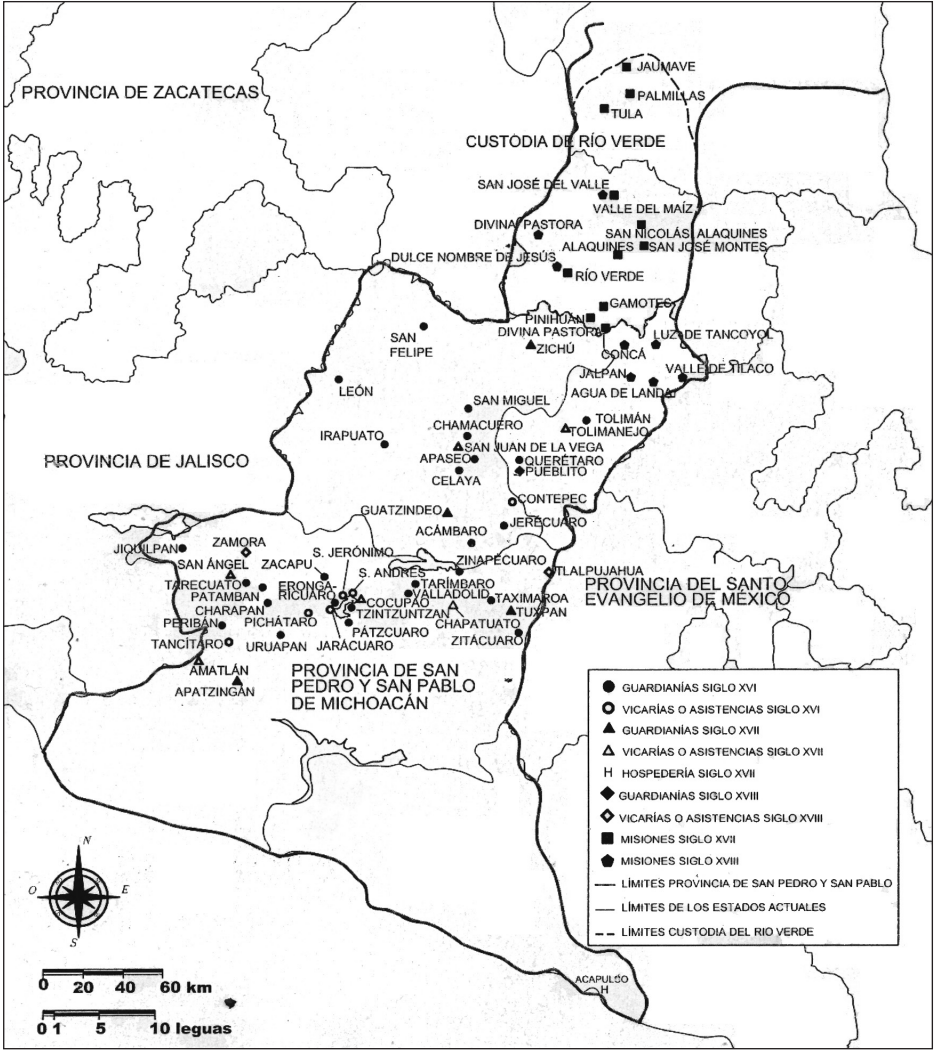 PROVINCIA DE ZACATECAS
JAUMAVE
PALMILLAS
TULA
CUSTODIA DE RÍO VERDE
SAN JOSÉ DEL VALLE
VALLE DEL MAÍZ
DIVINA PASTORA
SAN NICOLÁS ALAQUINES
ALAQUINES
SAN JOSÉ MONTES
DULCE NOMBRE DE JESÚS
RÍO VERDE
GAMOTES
PINIHUÁN
DIVINA PASTORA
LUZ DE TANCOYOL
SAN
FELIPE
ZICHÚ
CONCÁ
VALLE DE TILACO
JALPAN
AGUA DE LANDA
LEÓN
SAN MIGUEL
TOLIMÁN
CHAMACUERO
TOLIMANEJO
IRAPUATO
SAN JUAN DE LA VEGA
PROVINCIA DE JALISCO
APASEO
QUERÉTARO
PUEBLITO
CELAYA
CONTEPEC
GUATZINDEO
JERÉCUARO
ACÁMBARO
JIQUILPAN
ZAMORA
S. JERÓNIMO
ZINAPÉCUARO
SAN ÁNGEL
ZACAPU
S. ANDRÉS
TLALPUJAHUA
TARECUATO
ERONGA-
RICUARO
TARÍMBARO
PROVINCIA DEL SANTO
EVANGELIO DE MÉXICO
PATAMBAN
VALLADOLID
TAXIMAROA
CHARAPAN
COCUPAO
TZINTZUNTZAN
TUXPAN
PERIBÁN
PICHÁTARO
CHAPATUATO
PÁTZCUARO
ZITÁCUARO
TANCÍTARO
URUAPAN
JARÁCUARO
AMATLÁN
APATZINGÁN
PROVINCIA DE SAN
PEDRO Y SAN PABLO
DE MICHOACÁN
GUARDIANÍAS SIGLO XVI
VICARÍAS O ASISTENCIAS SIGLO XVI
GUARDIANÍAS SIGLO XVII
VICARÍAS O ASISTENCIAS SIGLO XVII
H HOSPEDERÍA SIGLO XVII
GUARDIANÍAS SIGLO XVIII
VICARÍAS O ASISTENCIAS SIGLO XVIII
MISIONES SIGLO XVII
MISIONES SIGLO XVIII
LÍMITES PROVINCIA DE SAN PEDRO Y SAN PABLO
LÍMITES DE LOS ESTADOS ACTUALES
LÍMITES CUSTODIA DEL RIO VERDE
N
O E
S
0 20 40 60 km
0 1 5 10 leguas
ACAPULCO
H